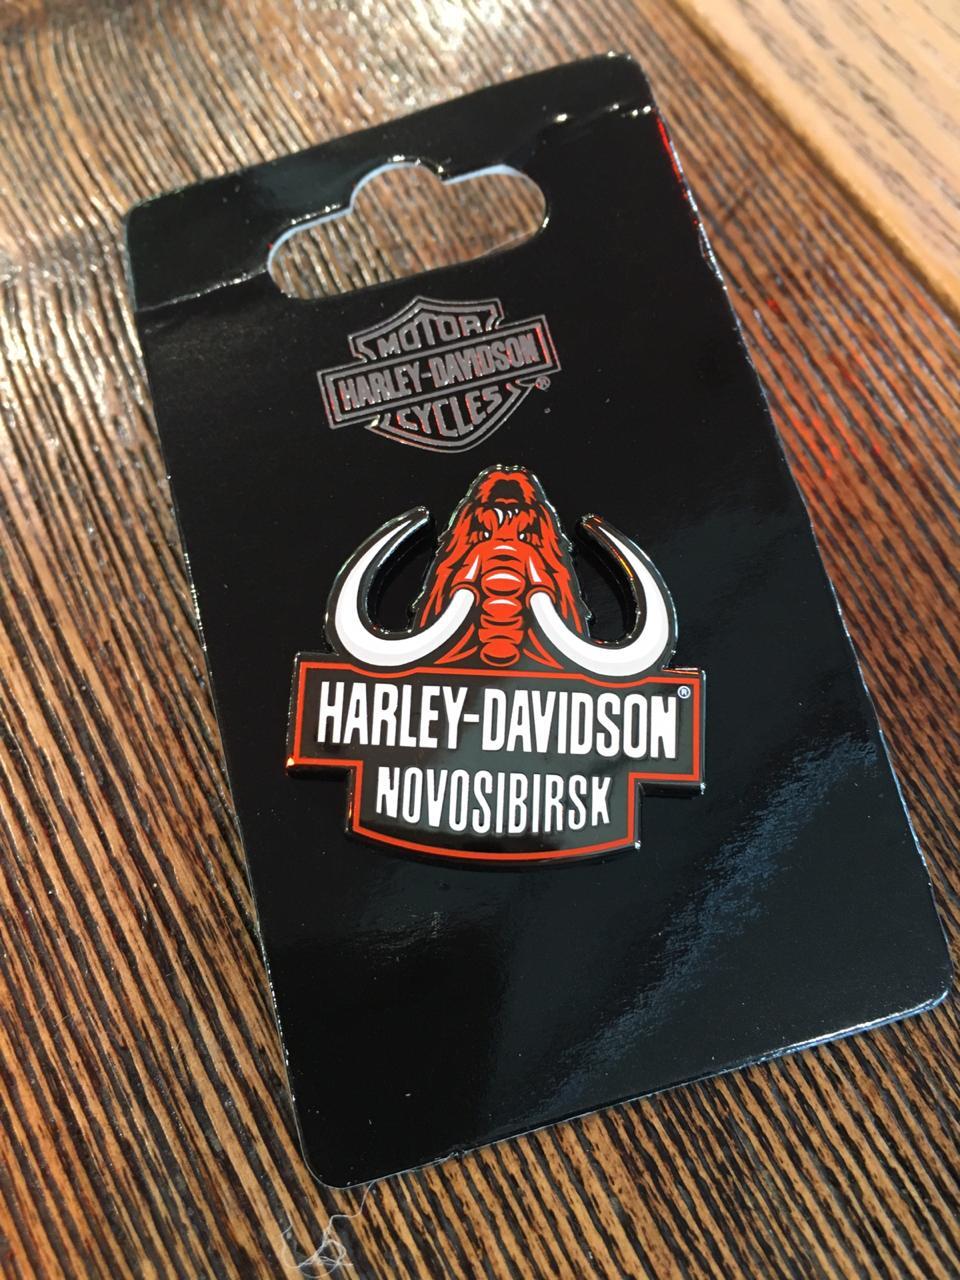 MOTOR
HARLEY-DAVIDSON
CYCLES ®
HARLEY-DAVIDSON ®
NOVOSIBIRSK